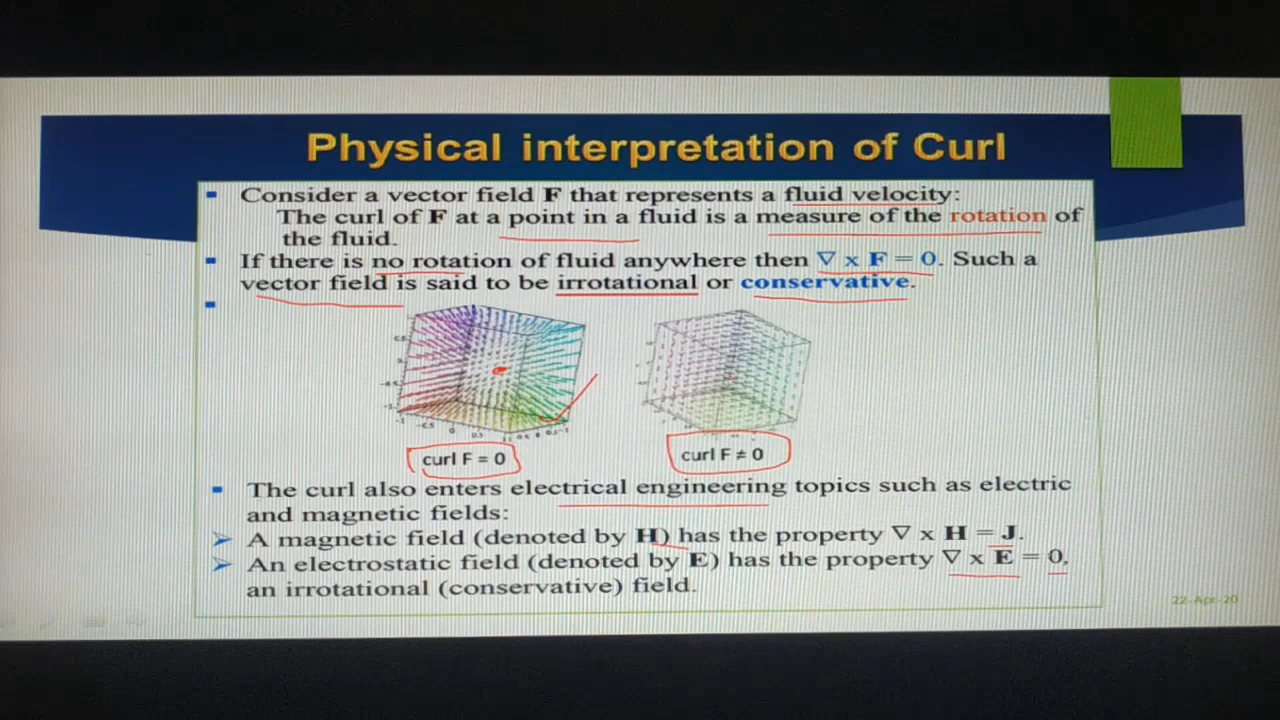 Physical interpretation of Curl
Consider a vector field F that represents a fluid velocity:
The curl of F at a point in a fluid is a measure of the rotation of
the fluid.
If there is no rotation of fluid anywhere then ∇ x F = 0. Such a
vector field is said to be irrotational or conservative.
curl F = 0
curl F ≠ 0
The curl also enters electrical engineering topics such as electric
and magnetic fields:
A magnetic field (denoted by H) has the property ∇ x H = J.
An electrostatic field (denoted by E) has the property ∇ x E = 0,
an irrotational (conservative) field.
22-Apr-20